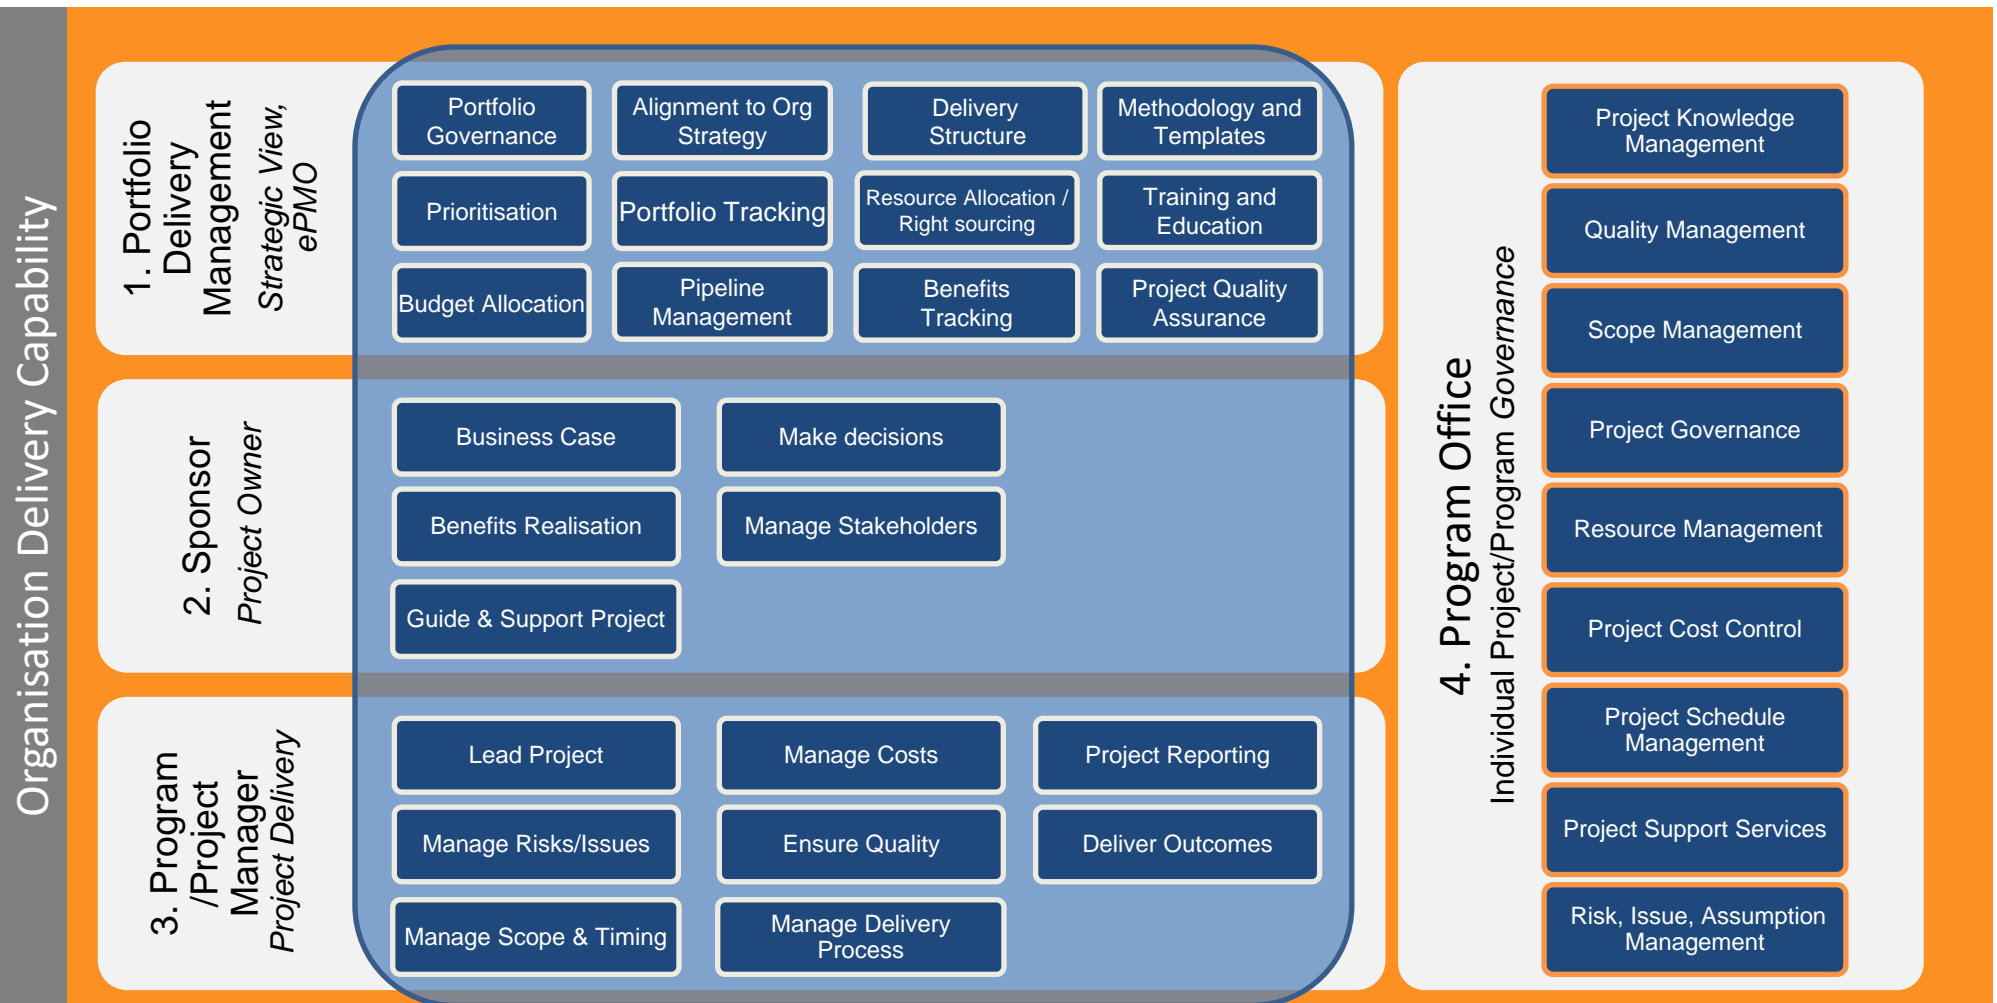 Organisation Delivery Capability
1. Portfolio
Delivery
Management
Strategic View,
ePMO
Portfolio
Governance
Alignment to Org
Strategy
Delivery
Structure
Methodology and
Templates
Prioritisation
Portfolio Tracking
Resource Allocation /
Right sourcing
Training and
Education
Budget Allocation
Pipeline
Management
Benefits
Tracking
Project Quality
Assurance
2. Sponsor
Project Owner
Business Case
Make decisions
Benefits Realisation
Manage Stakeholders
Guide & Support Project
3. Program
/Project
Manager
Project Delivery
Lead Project
Manage Costs
Project Reporting
Manage Risks/Issues
Ensure Quality
Deliver Outcomes
Manage Scope & Timing
Manage Delivery
Process
4. Program Office
Individual Project/Program Governance
Project Knowledge
Management
Quality Management
Scope Management
Project Governance
Resource Management
Project Cost Control
Project Schedule
Management
Project Support Services
Risk, Issue, Assumption
Management